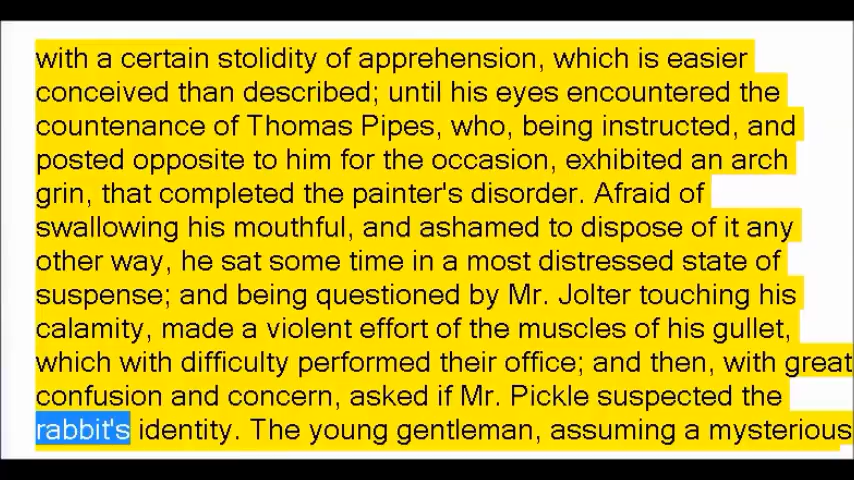 with a certain stolidity of apprehension, which is easier
conceived than described; until his eyes encountered the
countenance of Thomas Pipes, who, being instructed, and
posted opposite to him for the occasion, exhibited an arch
grin, that completed the painter's disorder. Afraid of
swallowing his mouthful, and ashamed to dispose of it any
other way, he sat some time in a most distressed state of
suspense; and being questioned by Mr. Jolter touching his
calamity, made a violent effort of the muscles of his gullet,
which with difficulty performed their office; and then, with great
confusion and concern, asked if Mr. Pickle suspected the
rabbit's identity. The young gentleman, assuming a mysterious